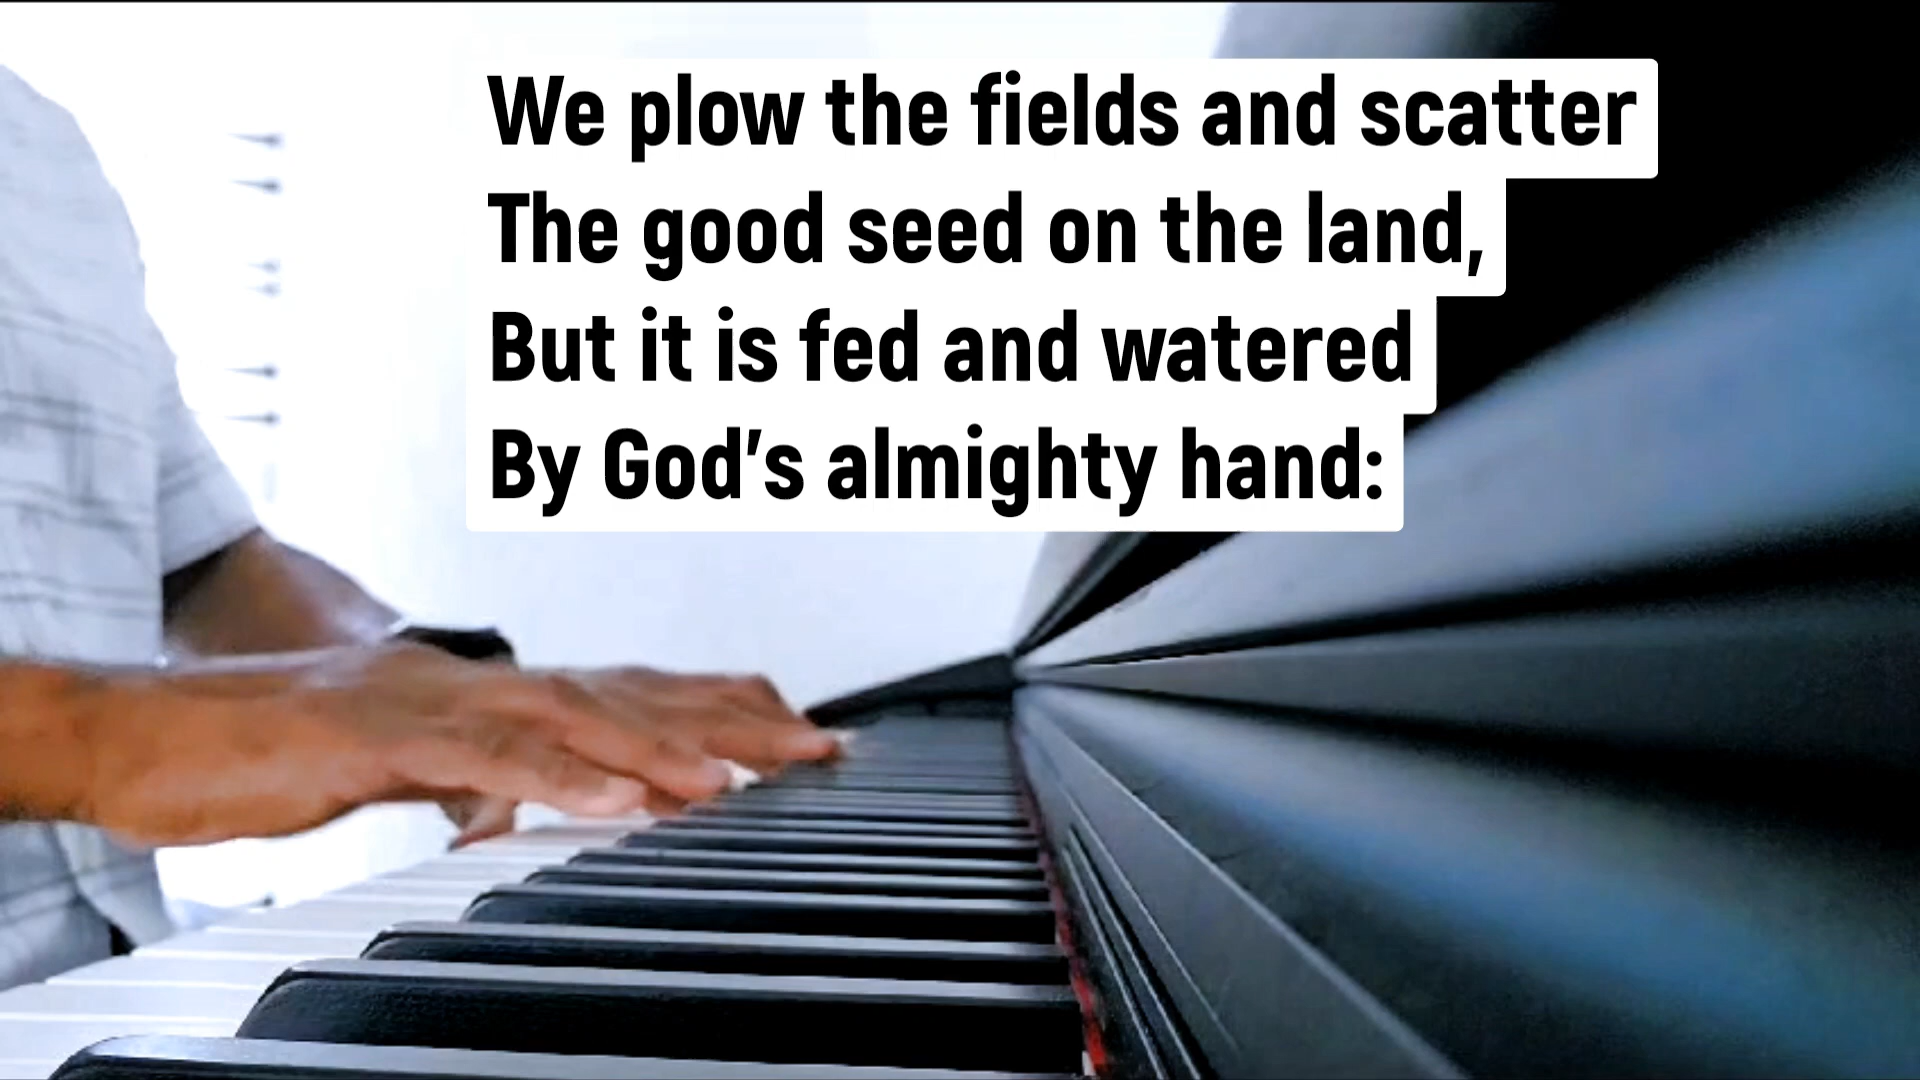 We plow the fields and scatter
The good seed on the land,
But it is fed and watered
By God’s almighty hand: